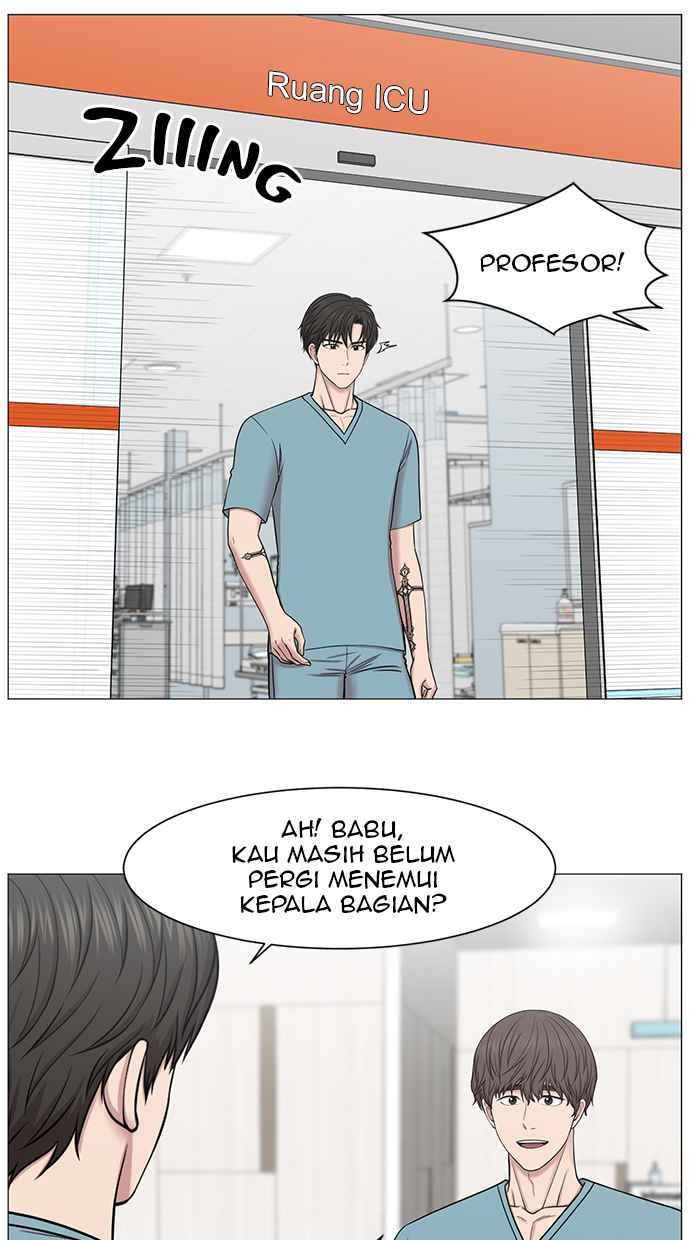 Ruang ICU
ZIIING
PROFESOR!
AH! BABU,
KAU MASIH BELUM
PERGI MENEMUI
KEPALA BAGIAN?